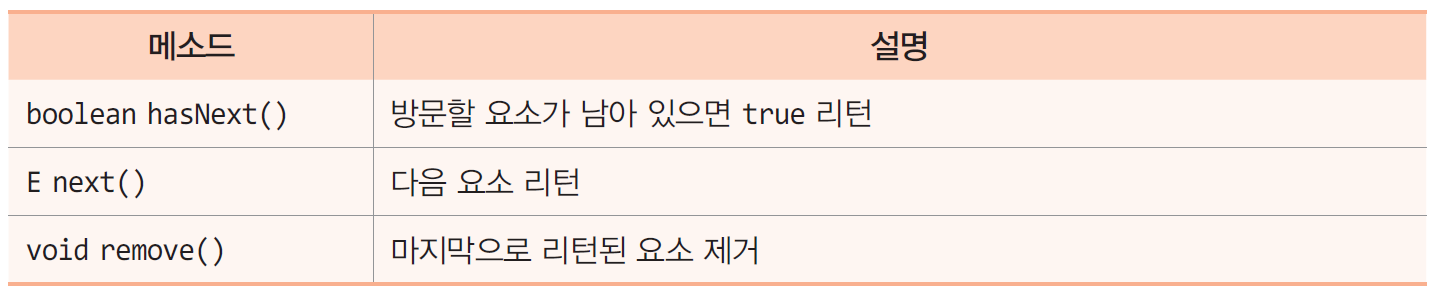 메소드 설명
boolean hasNext() 방문할 요소가 남아 있으면 true 리턴
E next() 다음 요소 리턴
void remove() 마지막으로 리턴된 요소 제거